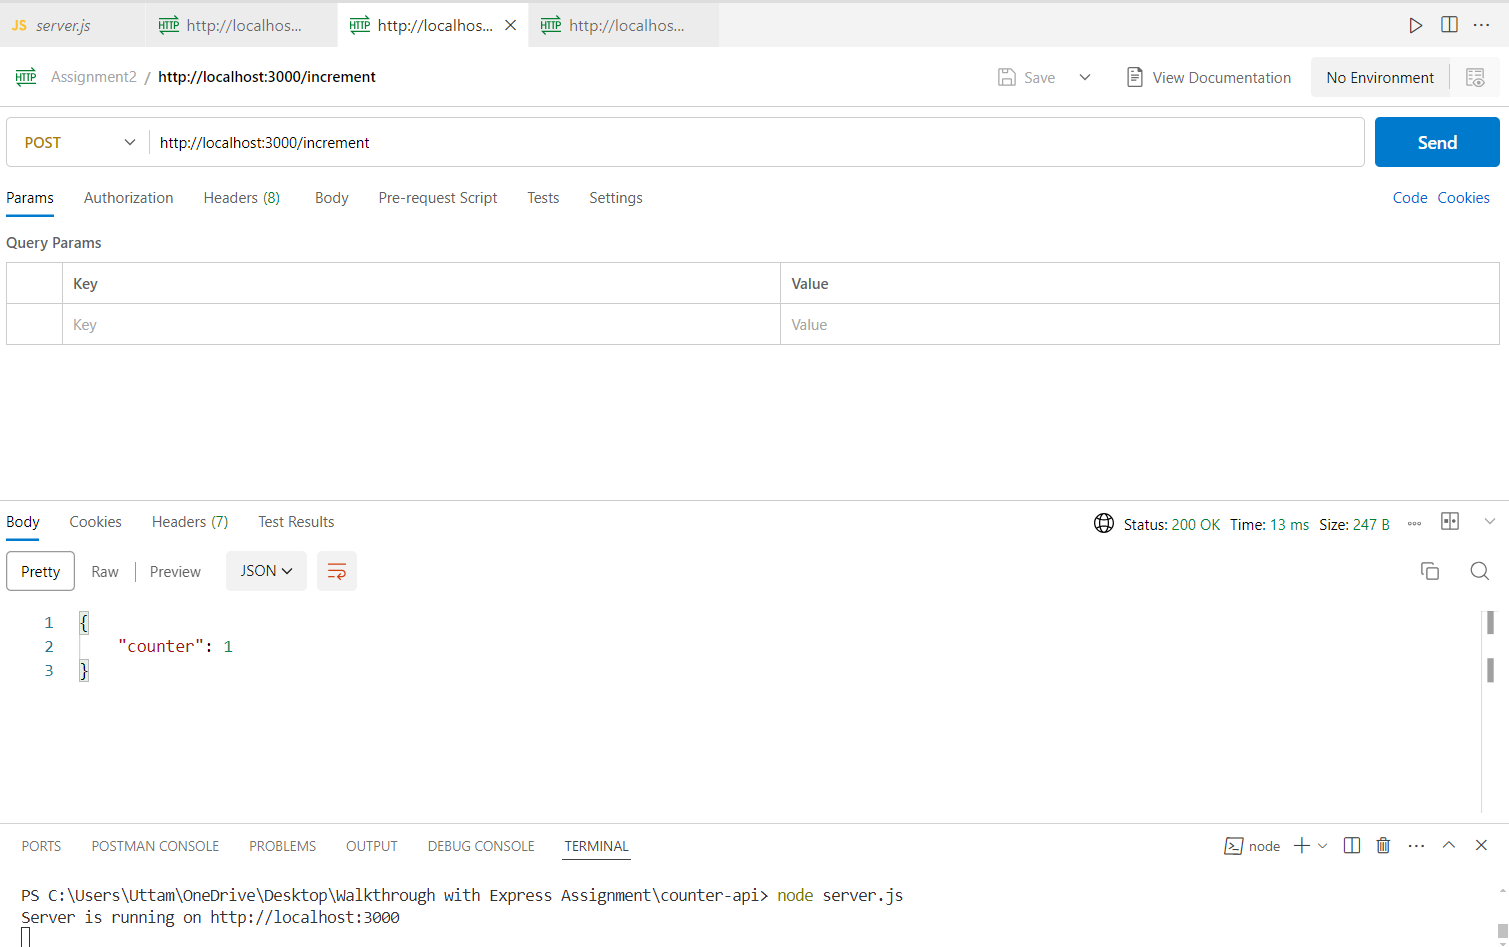 JS server.js HTTP http://localhos... HTTP http://localhos... HTTP http://localhos...
HTTP Assignment2 / http://localhost:3000/increment Save View Documentation No Environment
POST http://localhost:3000/increment Send
Params Authorization Headers (8) Body Pre-request Script Tests Settings Code Cookies
Query Params
Key Value
Key Value
Body Cookies Headers (7) Test Results Status: 200 OK Time: 13 ms Size: 247 B
Pretty Raw Preview JSON
1 {
2 "counter": 1
3 }
PORTS POSTMAN CONSOLE PROBLEMS OUTPUT DEBUG CONSOLE TERMINAL node
PS C:\Users\Uttam\OneDrive\Desktop\Walkthrough with Express Assignment\counter-api> node server.js
Server is running on http://localhost:3000